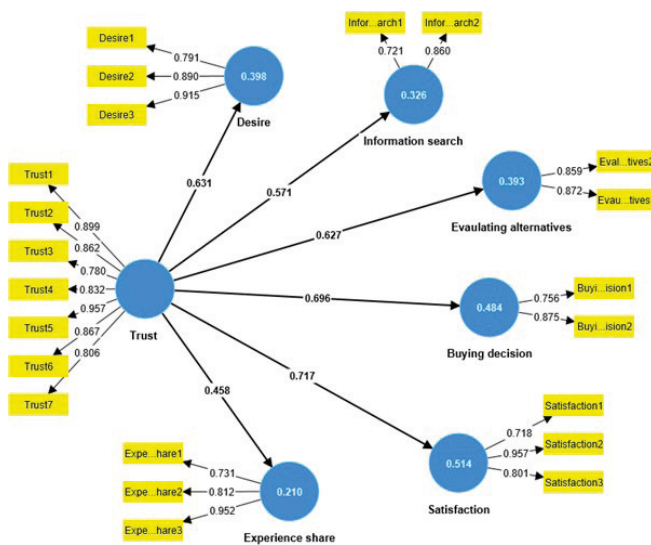 Desire1
Desire2
Desire3
0.791
0.890
0.915
0.398
Desire
Infor...arch1
Infor...arch2
0.721
0.860
0.326
Information search
0.631
0.571
0.627
0.696
0.717
0.458
Eval...tives2
Evau...tives
0.859
0.872
0.393
Evaulating alternatives
Trust1
Trust2
Trust3
Trust4
Trust5
Trust6
Trust7
0.899
0.862
0.780
0.832
0.957
0.867
0.806
Trust
Buyi...ision1
Buyi...ision2
0.756
0.875
0.484
Buying decision
Expe...hare1
Expe...hare2
Expe...hare3
0.731
0.812
0.952
0.210
Experience share
Satisfaction1
Satisfaction2
Satisfaction3
0.718
0.957
0.801
0.514
Satisfaction